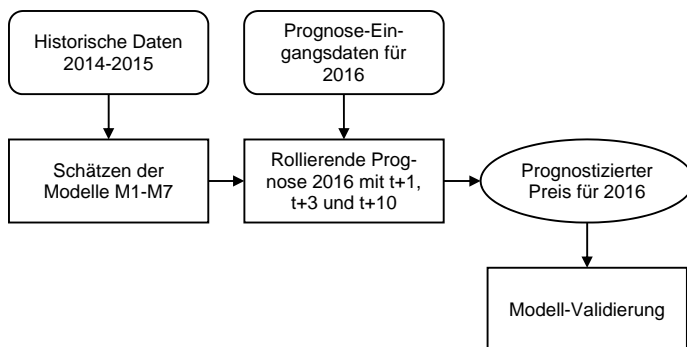 Historische Daten
2014-2015
Prognose-Ein-
gangsdaten für
2016
Schätzen der
Modelle M1-M7
Rollierende Prog-
nose 2016 mit t+1,
t+3 und t+10
Prognostizierter
Preis für 2016
Modell-Validierung